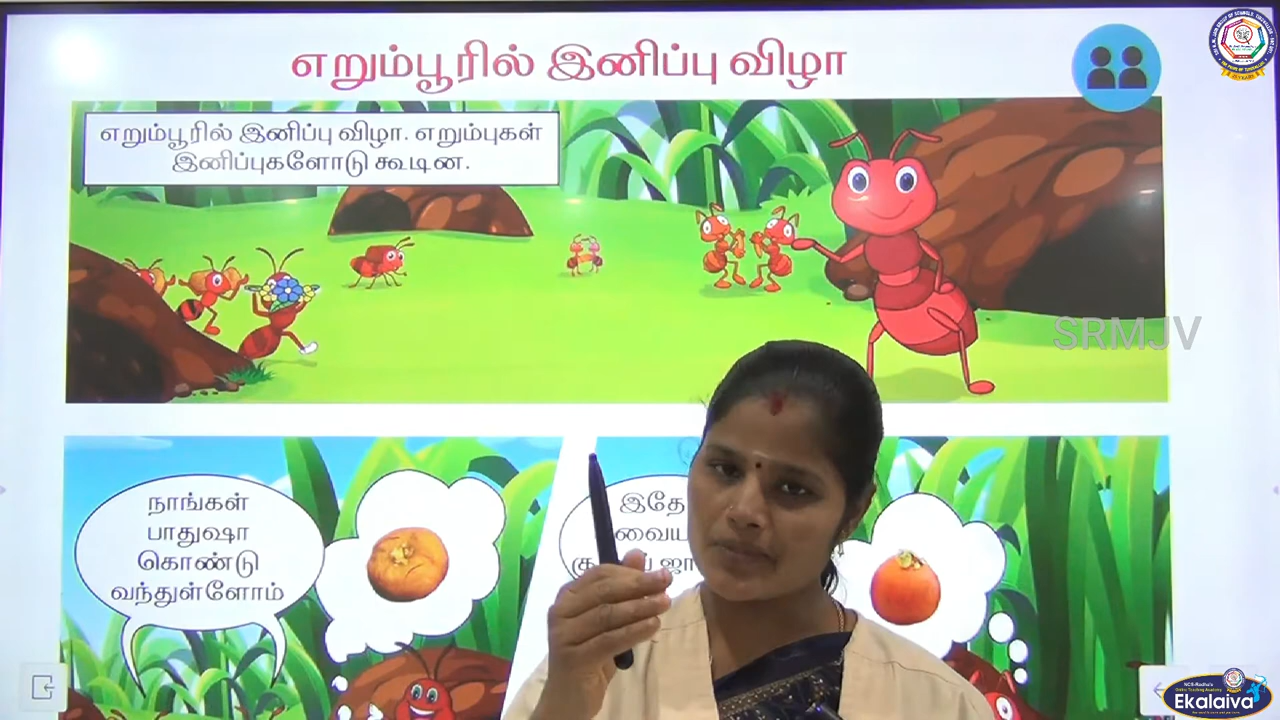 எறும்பூரில் இனிப்பு விழா
எறும்பூரில் இனிப்பு விழா. எறும்புகள்
இனிப்புகளோடு கூடின.
SRMJV
நாங்கள்
பாதுஷா
கொண்டு
வந்துள்ளோம்
இதே
Ekalaiva